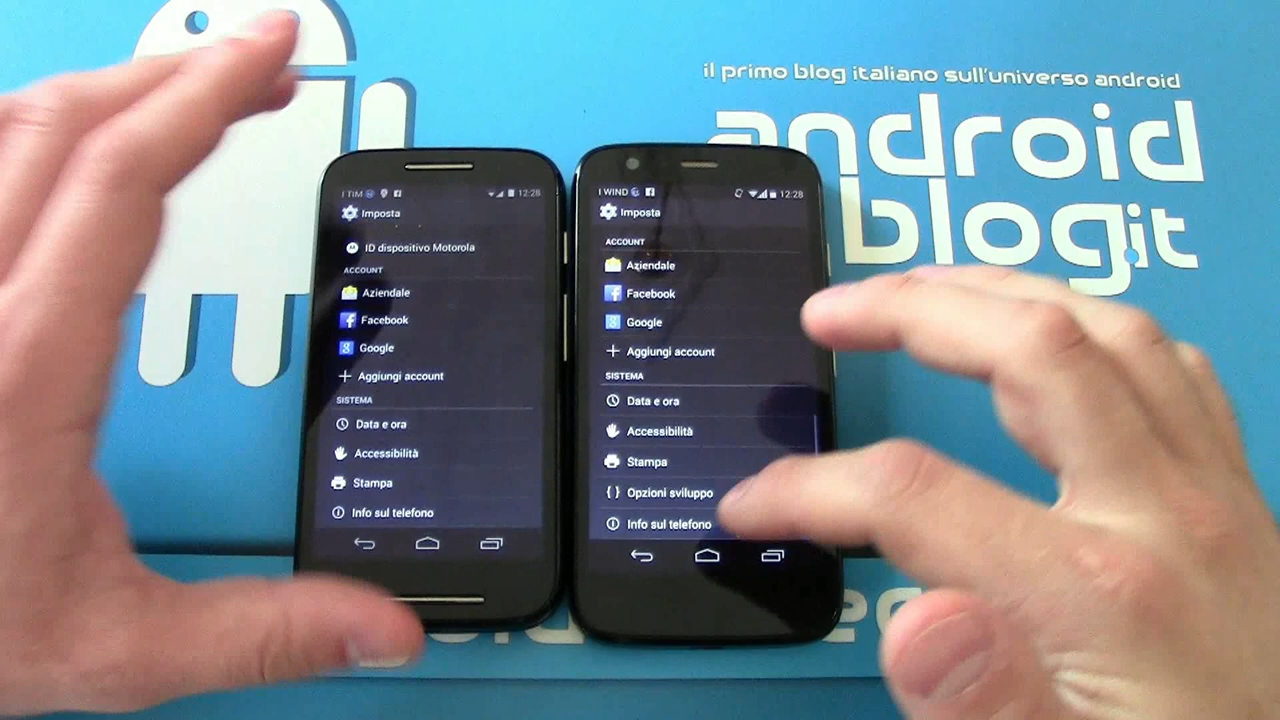 il primo blog italiano sull'universo android
android
blog.it
I TIM
12:28
Imposta
ID dispositivo Motorola
ACCOUNT
Aziendale
Facebook
Google
Aggiungi account
SISTEMA
Data e ora
Accessibilità
Stampa
Info sul telefono
I WIND
12:28
Imposta
ACCOUNT
Aziendale
Facebook
Google
Aggiungi account
SISTEMA
Data e ora
Accessibilità
Stampa
{ } Opzioni sviluppo
Info sul telefono